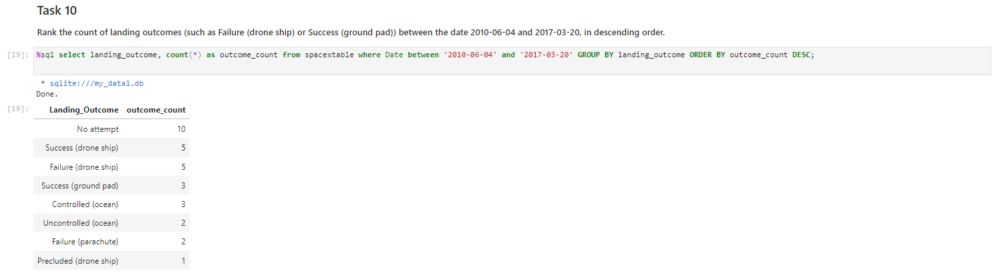 Task 10
Rank the count of landing outcomes (such as Failure (drone ship) or Success (ground pad)) between the date 2010-06-04 and 2017-03-20, in descending order.
[19]: %sql select landing_outcome, count(*) as outcome_count from spacextable where Date between '2010-06-04' and '2017-03-20' GROUP BY landing_outcome ORDER BY outcome_count DESC;
* sqlite:///my_data1.db
Done.
[19]: Landing_Outcome outcome_count
No attempt 10
Success (drone ship) 5
Failure (drone ship) 5
Success (ground pad) 3
Controlled (ocean) 3
Uncontrolled (ocean) 2
Failure (parachute) 2
Precluded (drone ship) 1